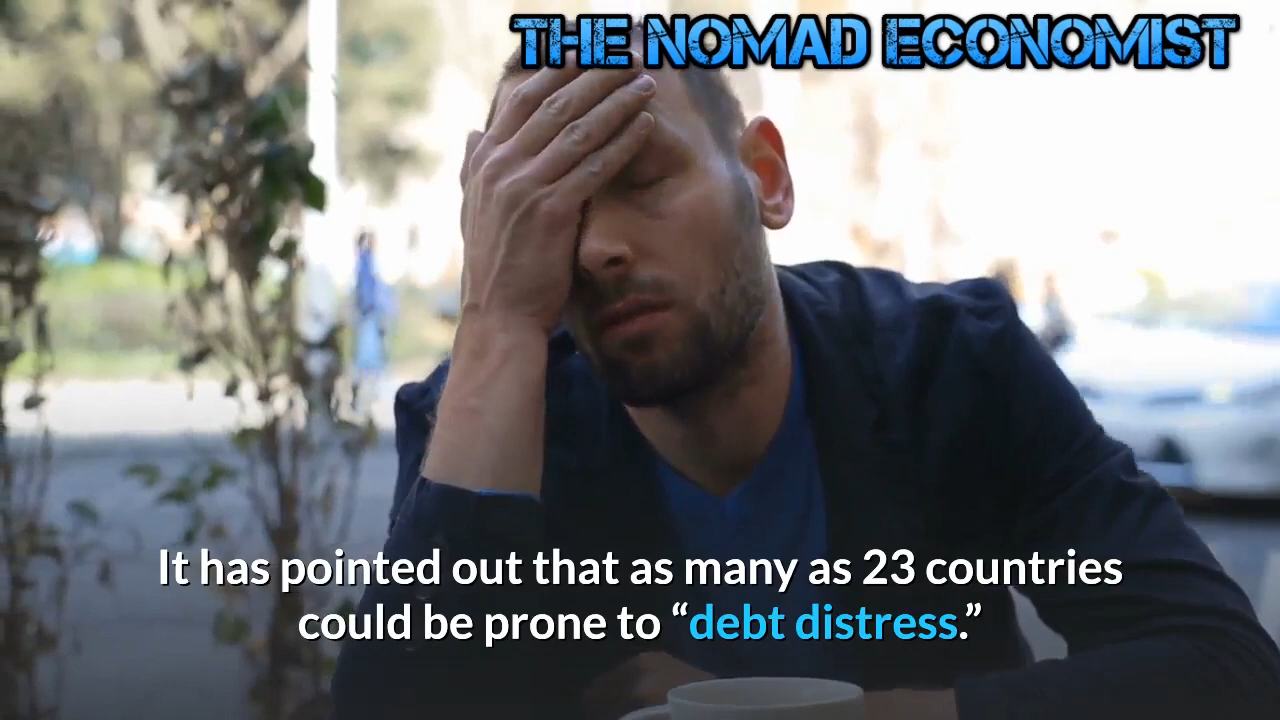 THE NOMAD ECONOMIST
It has pointed out that as many as 23 countries
could be prone to “debt distress.”